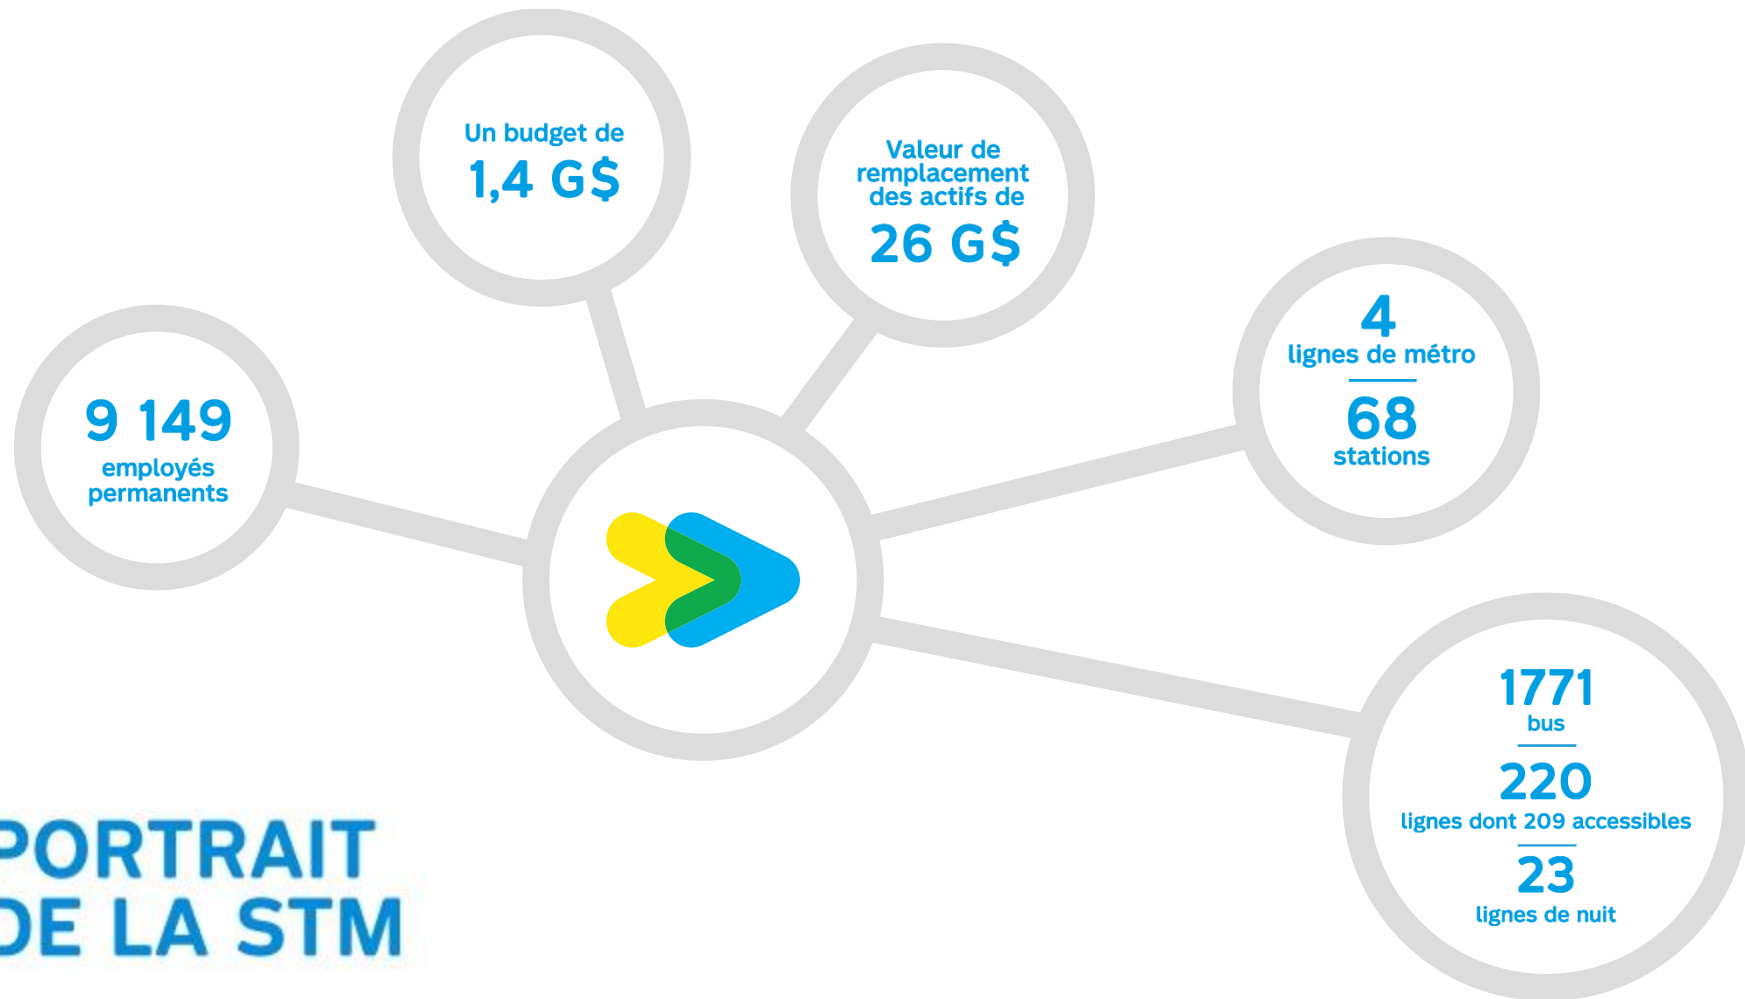 Un budget de
1,4 G$
Valeur de
remplacement
des actifs de
26 G$
4
lignes de métro
68
stations
9 149
employés
permanents
1771
bus
220
lignes dont 209 accessibles
23
lignes de nuit
PORTRAIT
DE LA STM